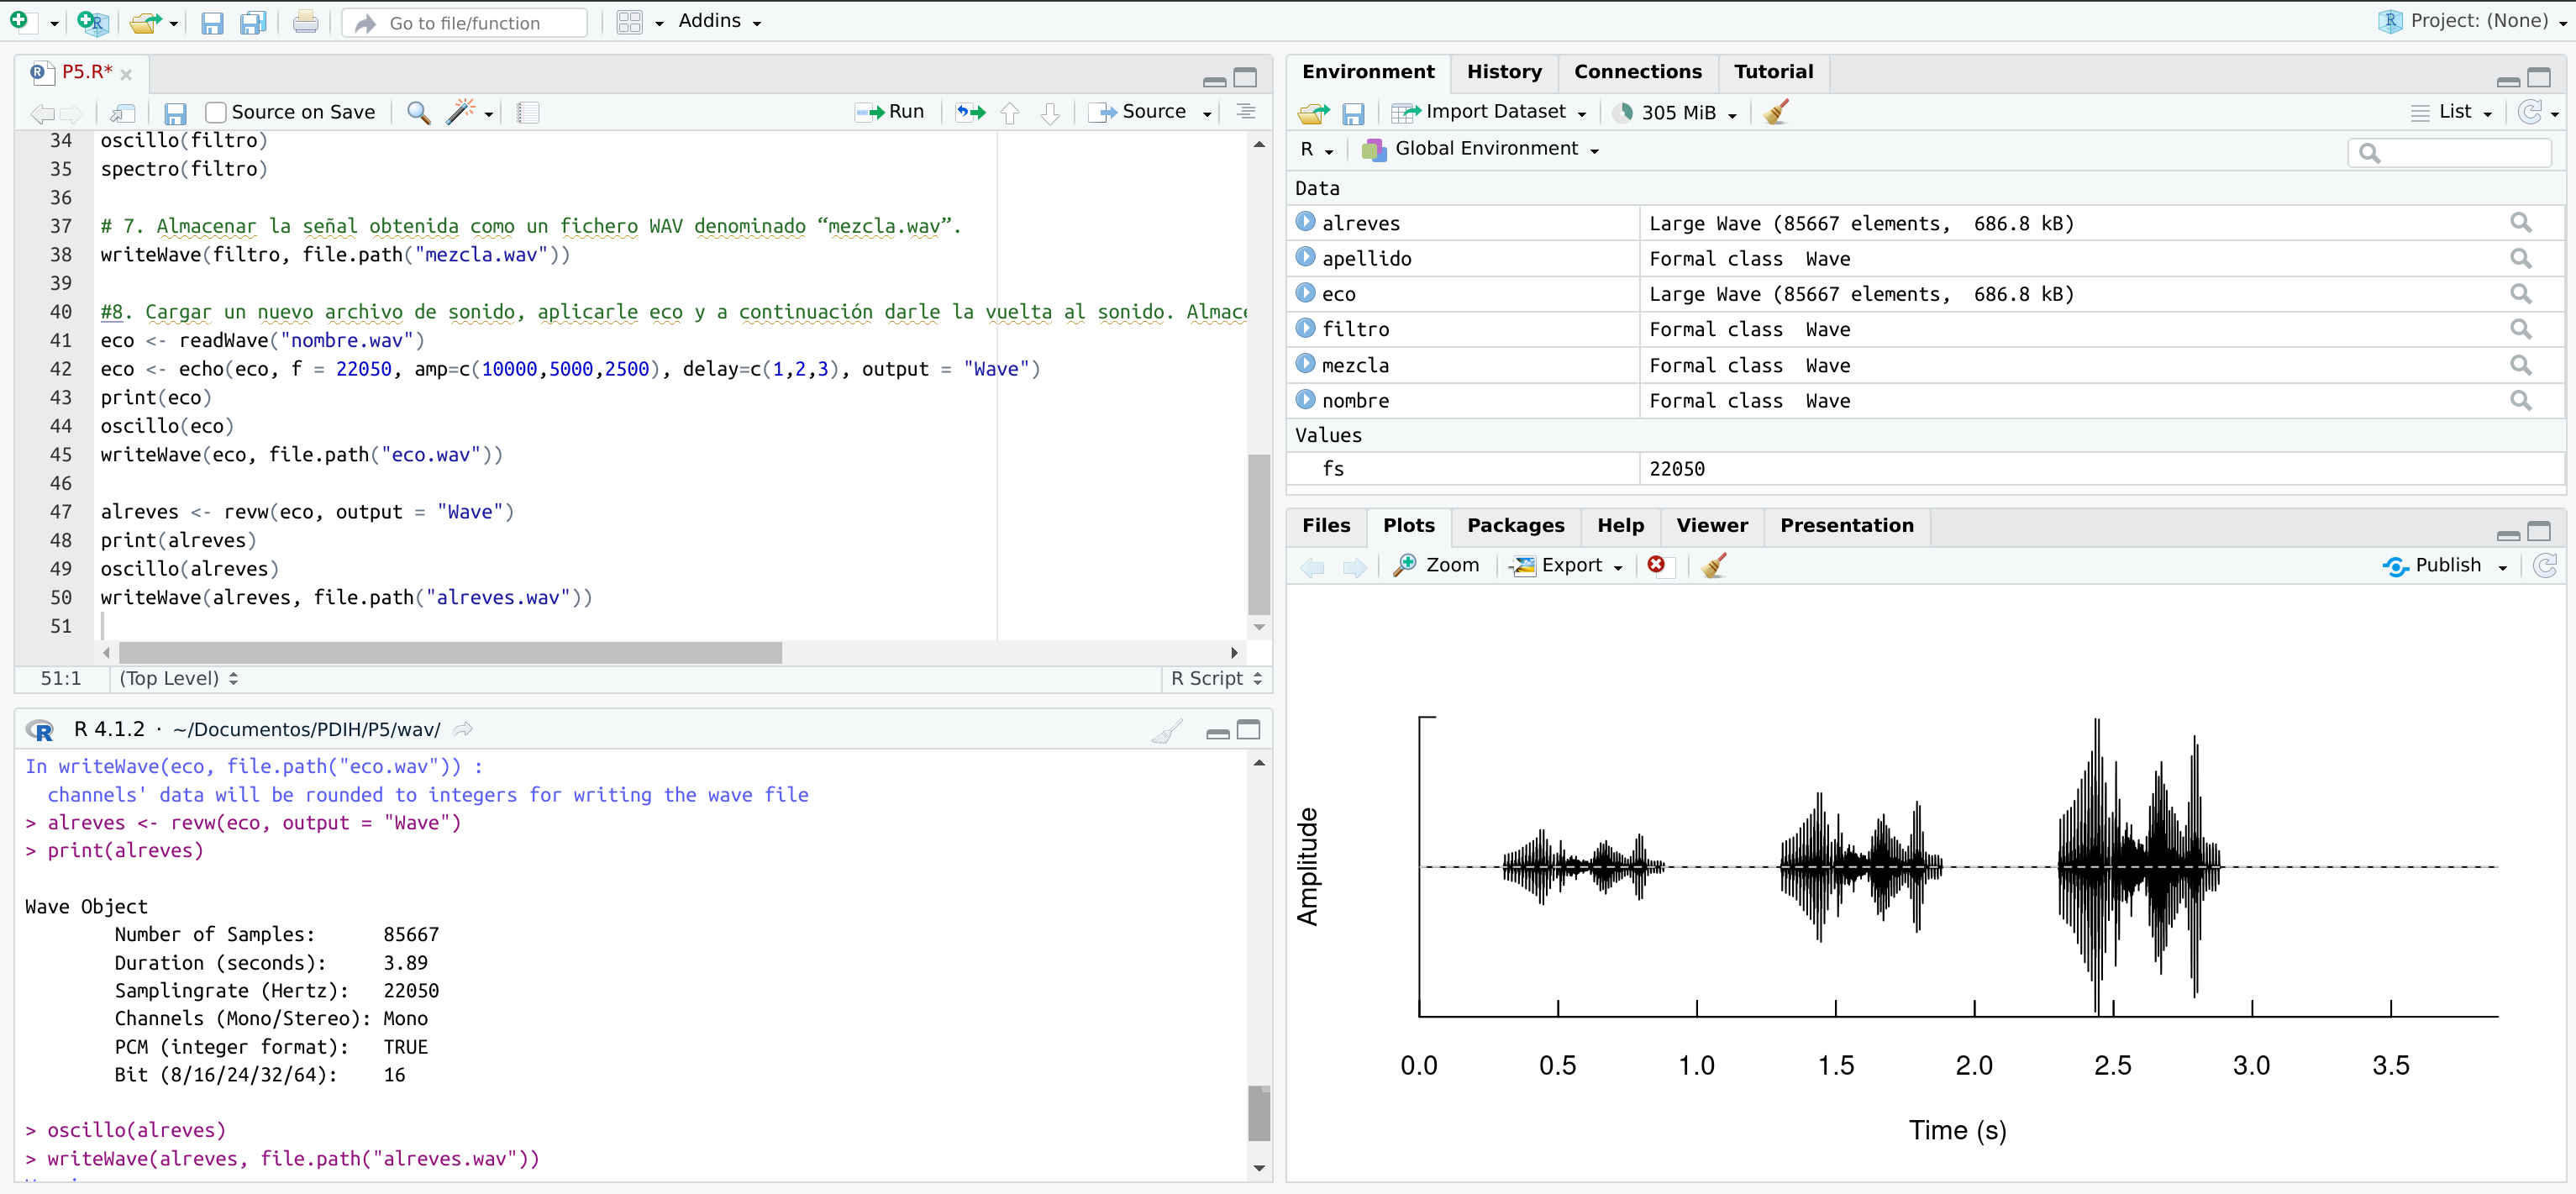 Go to file/function
Addins
Project: (None)
P5.R*
Source on Save
Run
Source
34 oscillo(filtro)
35 spectro(filtro)
36
37 # 7. Almacenar la señal obtenida como un fichero WAV denominado “mezcla.wav”.
38 writeWave(filtro, file.path("mezcla.wav"))
39
40 #8. Cargar un nuevo archivo de sonido, aplicarle eco y a continuación darle la vuelta al sonido. Almace
41 eco <- readWave("nombre.wav")
42 eco <- echo(eco, f = 22050, amp=c(10000,5000,2500), delay=c(1,2,3), output = "Wave")
43 print(eco)
44 oscillo(eco)
45 writeWave(eco, file.path("eco.wav"))
46
47 alreves <- revw(eco, output = "Wave")
48 print(alreves)
49 oscillo(alreves)
50 writeWave(alreves, file.path("alreves.wav"))
51
51:1 (Top Level) R Script
R 4.1.2 · ~/Documentos/PDIH/P5/wav/
In writeWave(eco, file.path("eco.wav")) :
channels' data will be rounded to integers for writing the wave file
> alreves <- revw(eco, output = "Wave")
> print(alreves)
Wave Object
Number of Samples: 85667
Duration (seconds): 3.89
Samplingrate (Hertz): 22050
Channels (Mono/Stereo): Mono
PCM (integer format): TRUE
Bit (8/16/24/32/64): 16
> oscillo(alreves)
> writeWave(alreves, file.path("alreves.wav"))
Environment History Connections Tutorial
Import Dataset 305 MiB List
R Global Environment
Data
alreves Large Wave (85667 elements, 686.8 kB)
apellido Formal class Wave
eco Large Wave (85667 elements, 686.8 kB)
filtro Formal class Wave
mezcla Formal class Wave
nombre Formal class Wave
Values
fs 22050
Files Plots Packages Help Viewer Presentation
Zoom Export Publish
Amplitude
0.0 0.5 1.0 1.5 2.0 2.5 3.0 3.5
Time (s)